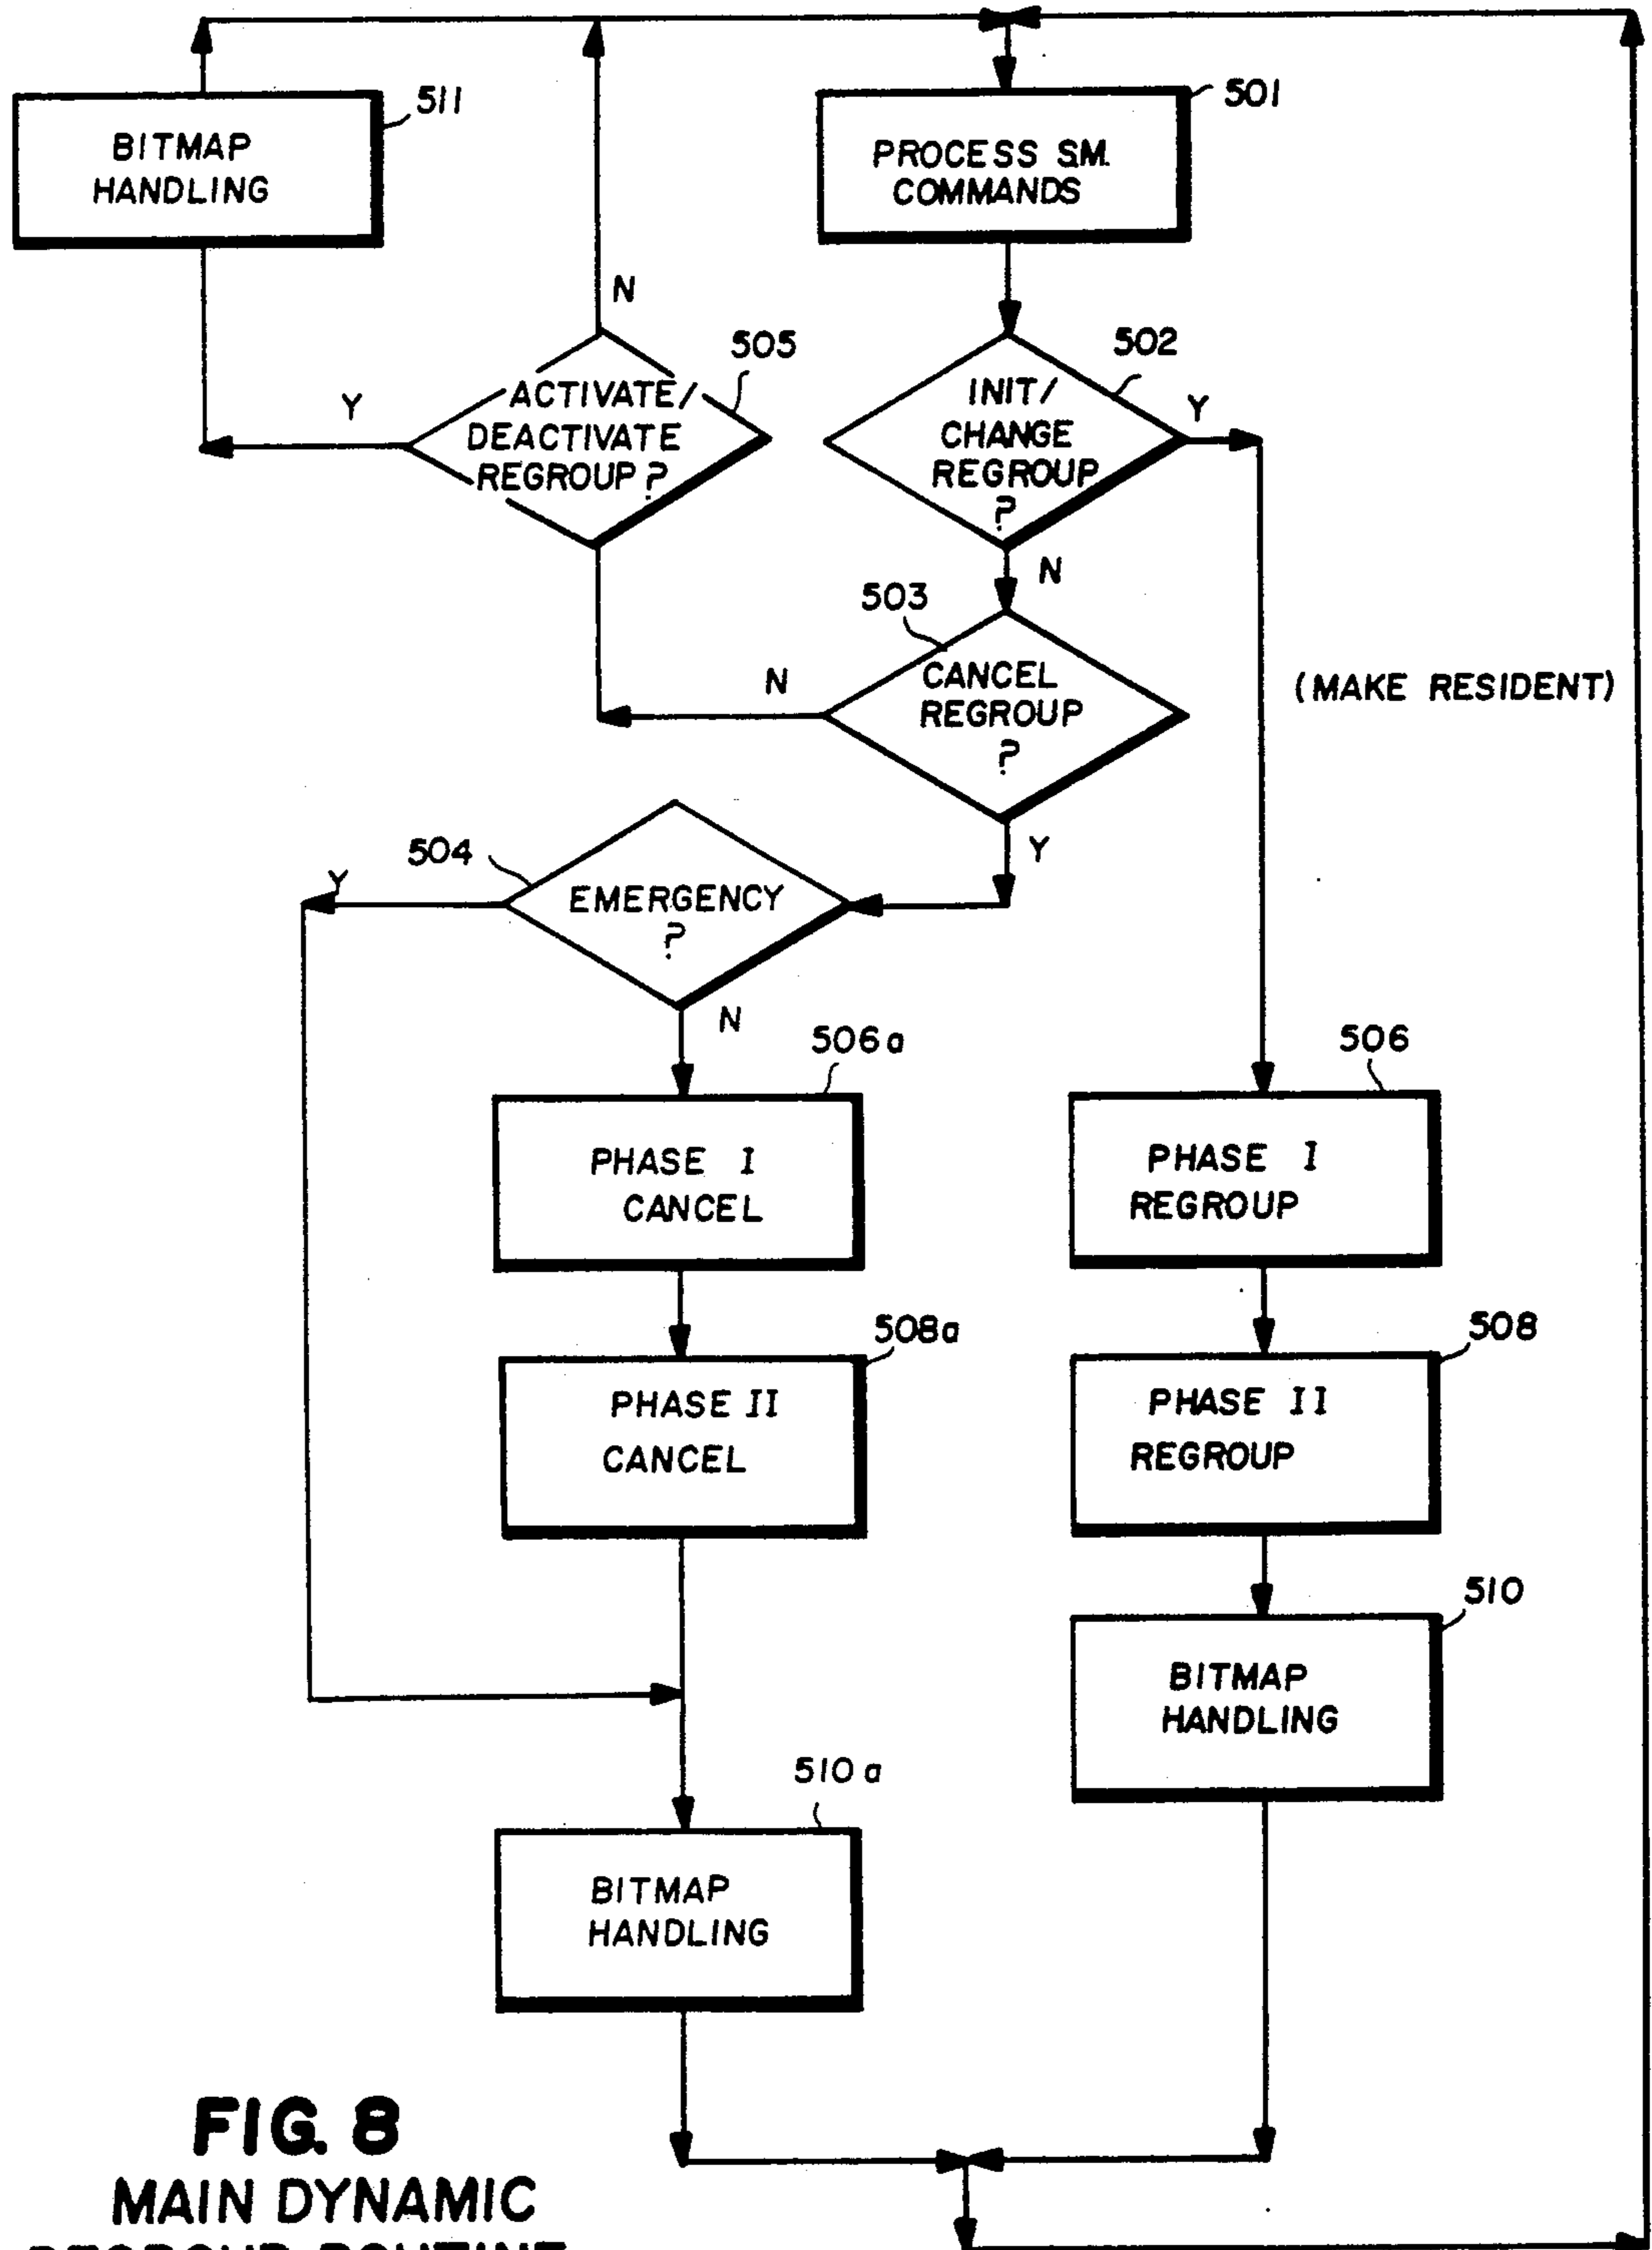 511
BITMAP
HANDLING
501
PROCESS S.M.
COMMANDS
N
505
ACTIVATE/
DEACTIVATE
REGROUP?
Y
502
INIT/
CHANGE
REGROUP
?
Y
N
503
CANCEL
REGROUP
?
N
(MAKE RESIDENT)
Y
504
EMERGENCY
?
Y
N
506a
PHASE I
CANCEL
506
PHASE I
REGROUP
508a
PHASE II
CANCEL
508
PHASE II
REGROUP
510
BITMAP
HANDLING
510a
BITMAP
HANDLING
FIG. 8
MAIN DYNAMIC
REGROUP ROUTINE